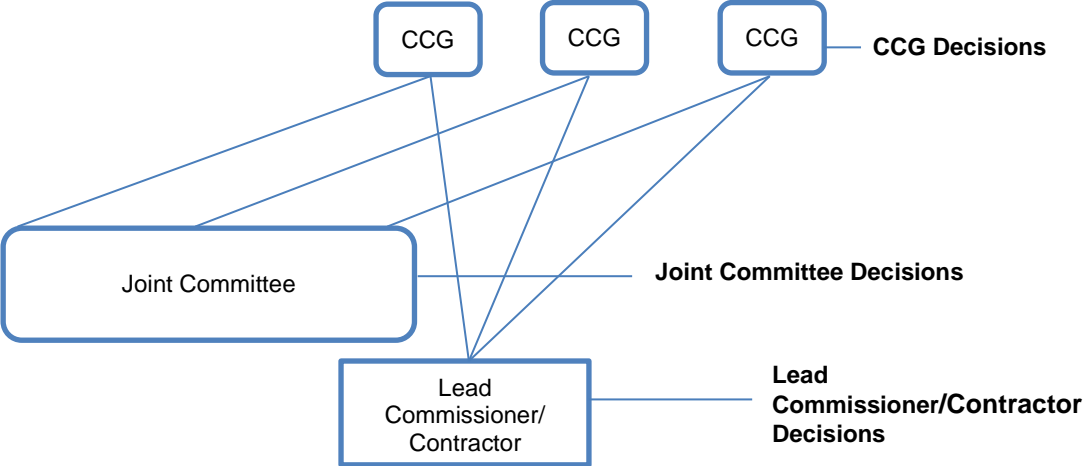 CCG
CCG
CCG
CCG Decisions
Joint Committee
Joint Committee Decisions
Lead
Commissioner/
Contractor
Lead
Commissioner/Contractor
Decisions